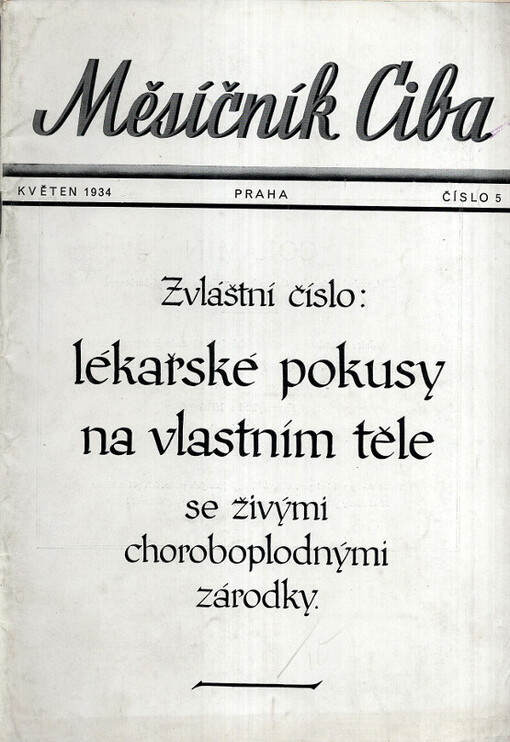 Měsíčník Ciba
KVĚTEN 1934 PRAHA ČÍSLO 5
Zvláštní číslo:
lékařské pokusy
na vlastním těle
se živými
choroboplodnými
zárodky.